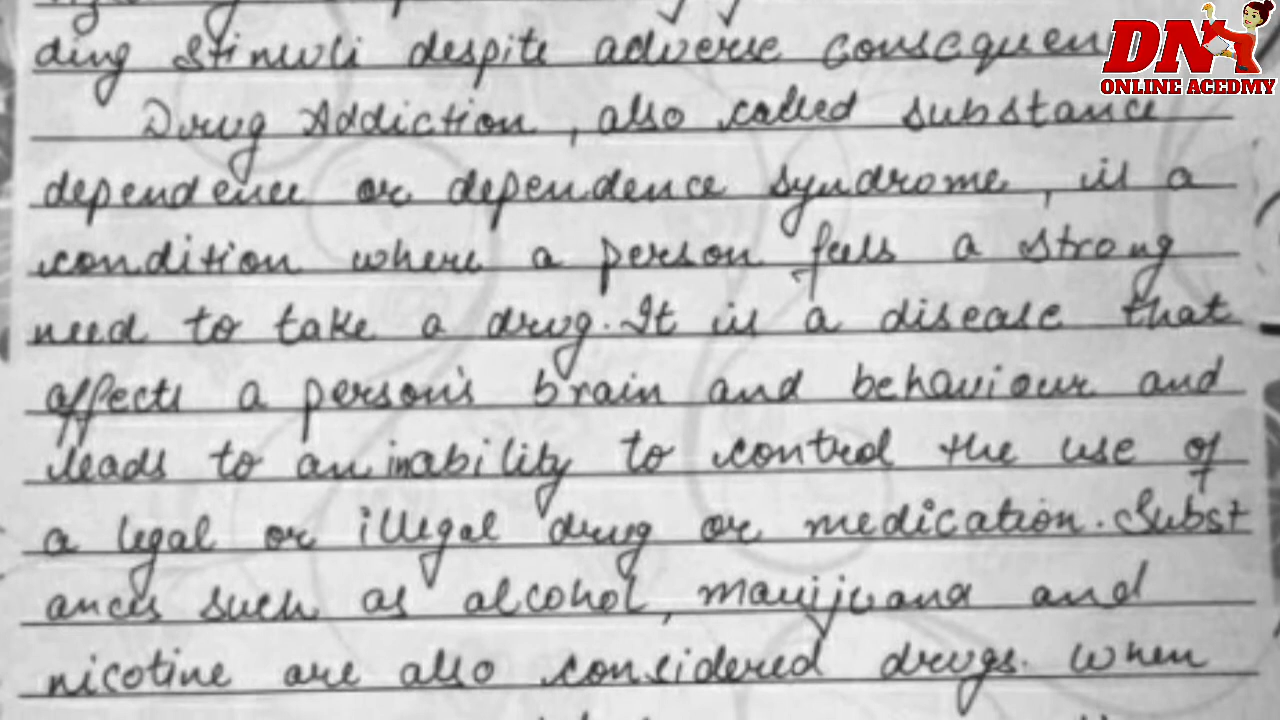 ding stimuli despite adverse consequen
Drug Addiction, also called substance
dependence or dependence syndrome, is a
condition where a person feels a strong
need to take a drug. It is a disease that
affects a person's brain and behaviour and
leads to an inability to control the use of
a legal or illegal drug or medication. Subst
ances such as alcohol, marijuana and
nicotine are also considered drugs. When
DN
ONLINE ACEDMY